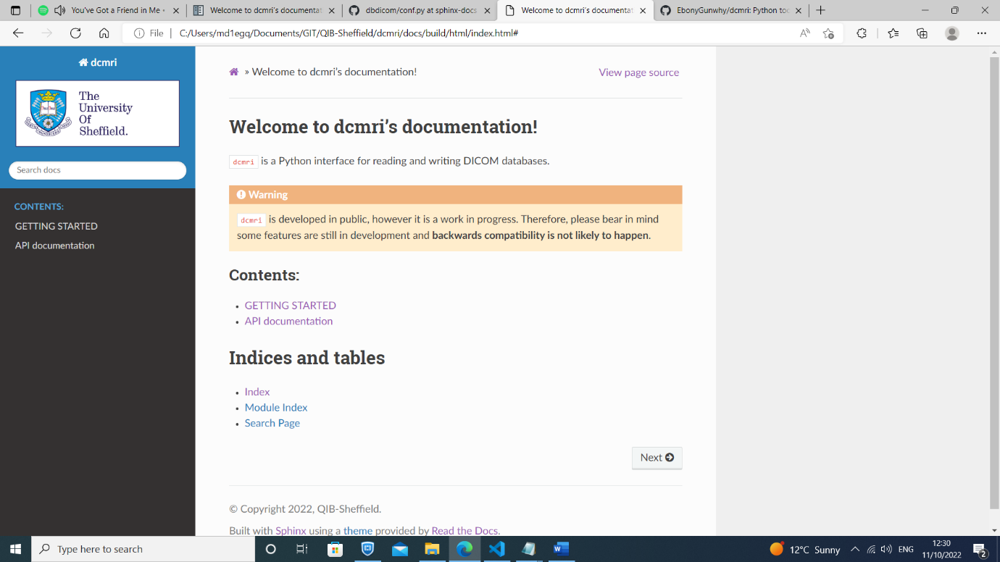 You've Got a Friend in Me •
Welcome to dcmri's documentati
dbdicom/conf.py at sphinx-docs
Welcome to dcmri's documentati
EbonyGunwhy/dcmri: Python too
File
C:/Users/md1egq/Documents/GIT/QIB-Sheffield/dcmri/docs/build/html/index.html#
dcmri
The
University
Of
Sheffield.
Search docs
CONTENTS:
GETTING STARTED
API documentation
» Welcome to dcmri's documentation!
View page source
Welcome to dcmri's documentation!
dcmri is a Python interface for reading and writing DICOM databases.
Warning
dcmri is developed in public, however it is a work in progress. Therefore, please bear in mind
some features are still in development and backwards compatibility is not likely to happen.
Contents:
• GETTING STARTED
• API documentation
Indices and tables
• Index
• Module Index
• Search Page
Next
© Copyright 2022, QIB-Sheffield.
Built with Sphinx using a theme provided by Read the Docs.
Type here to search
12°C Sunny
ENG
12:30
11/10/2022
2